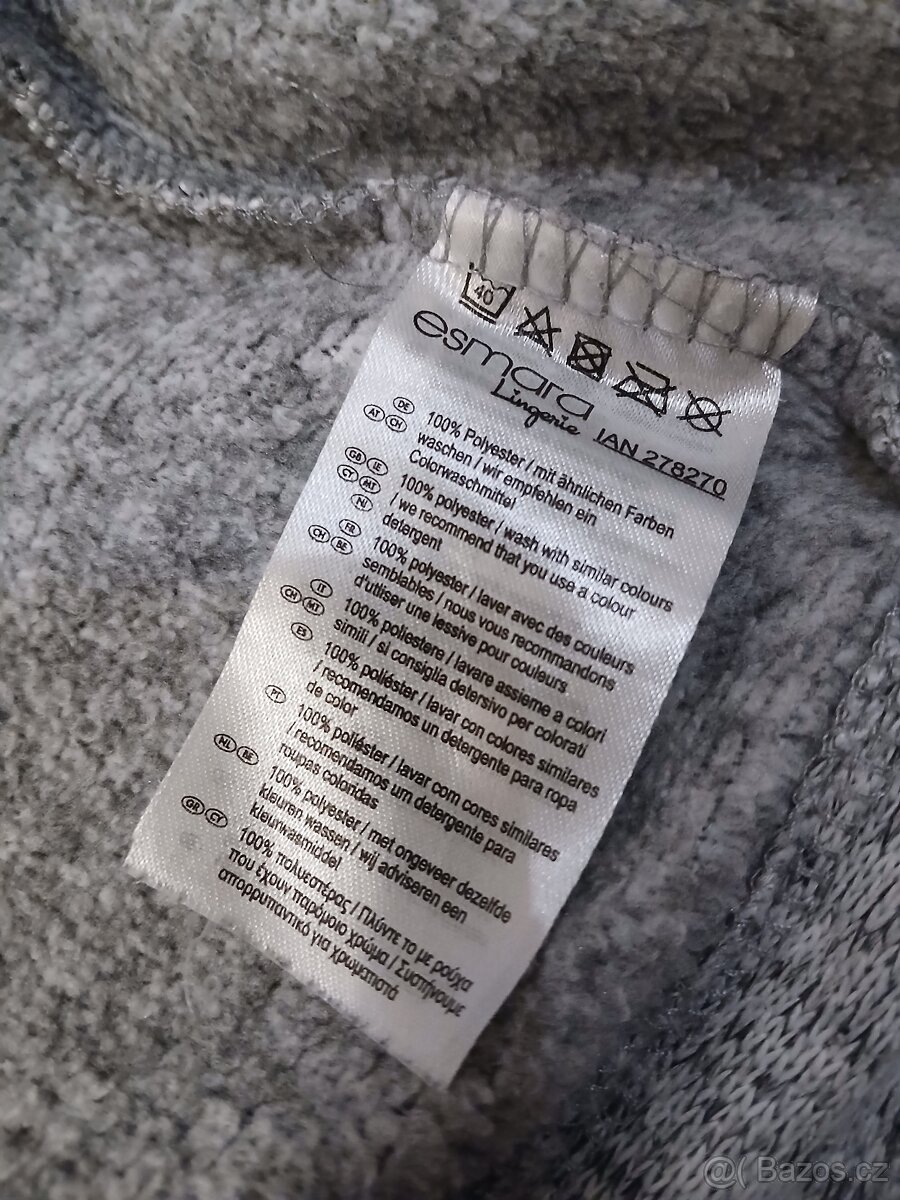 40
esmara
Lingerie IAN 278270
DE AT CH 100% Polyester / mit ähnlichen Farben
waschen / wir empfehlen ein
Colorwaschmittel
GB IE CY MT NI 100% polyester / wash with similar colours
/ we recommend that you use a colour
detergent
FR CH BE 100% polyester / laver avec des couleurs
semblables / nous vous recommandons
d'utliser une lessive pour couleurs
IT CH MT 100% poliestere / lavare assieme a colori
simili / si consiglia detersivo per colorati
ES 100% poliéster / lavar con colores similares
/ recomendamos un detergente para ropa
de color
PT 100% poliéster / lavar com cores similares
/ recomendamos um detergente para
roupas coloridas
NL BE 100% polyester / met ongeveer dezelfde
kleuren wassen / wij adviseren een
kleurwasmiddel
GR CY 100% πολυεστέρας / Πλύντε το με ρούχα
που έχουν παρόμοιο χρώμα / Συστήνουμε
απορρυπαντικό για χρωματιστά
@( Bazos.cz